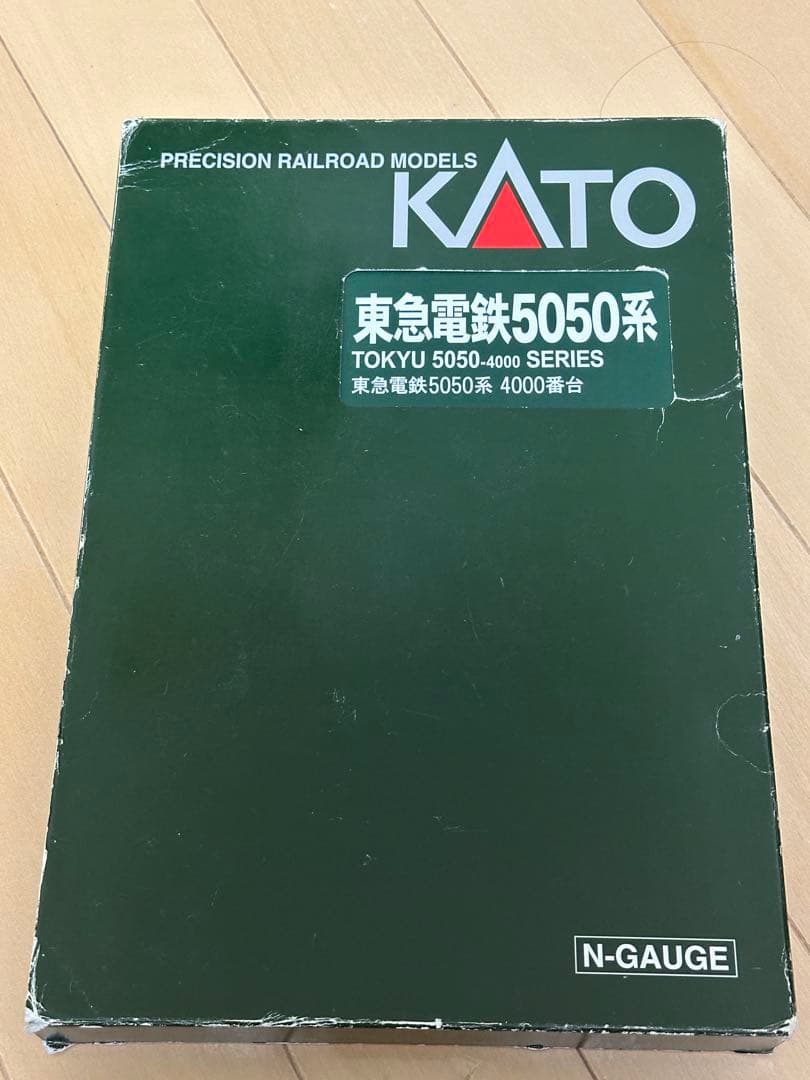 PRECISION RAILROAD MODELS
KATO
東急電鉄5050系
TOKYU 5050-4000 SERIES
東急電鉄5050系 4000番台
N-GAUGE